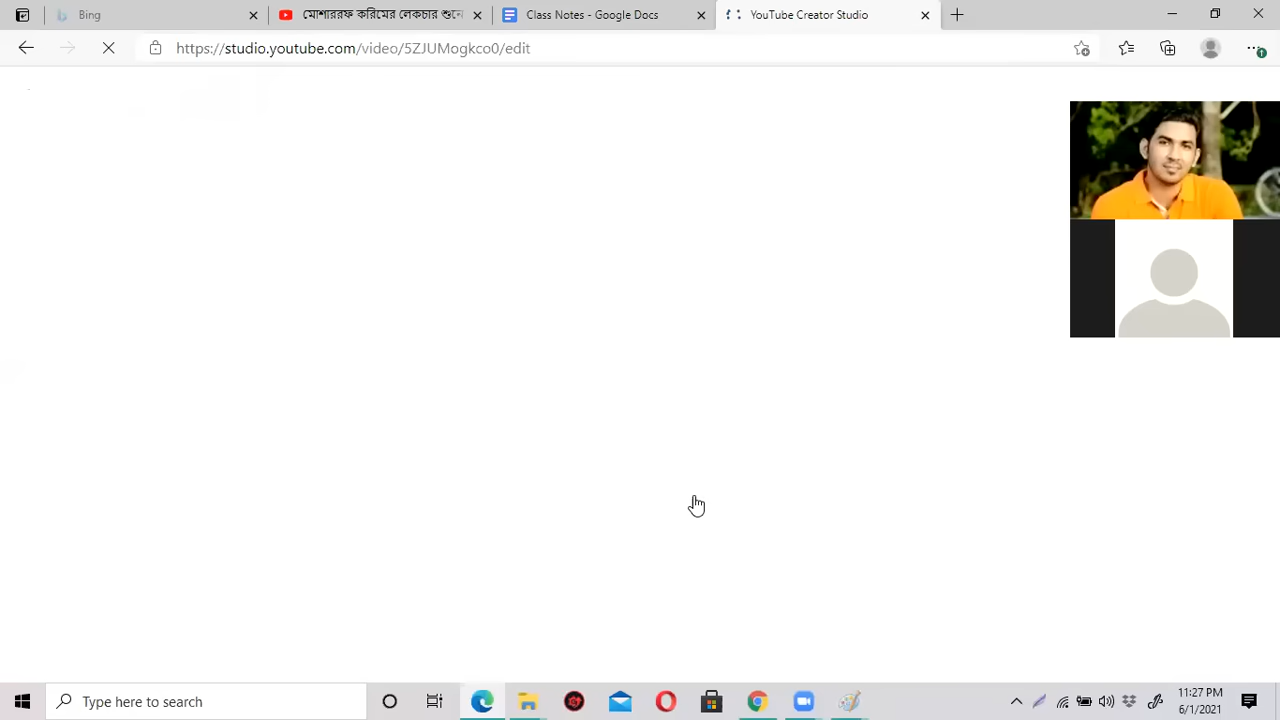 Bing
মোশাররফ করিমের লেকচার শুনে
Class Notes - Google Docs
YouTube Creator Studio
https://studio.youtube.com/video/5ZJUMogkco0/edit
Type here to search
11:27 PM
6/1/2021